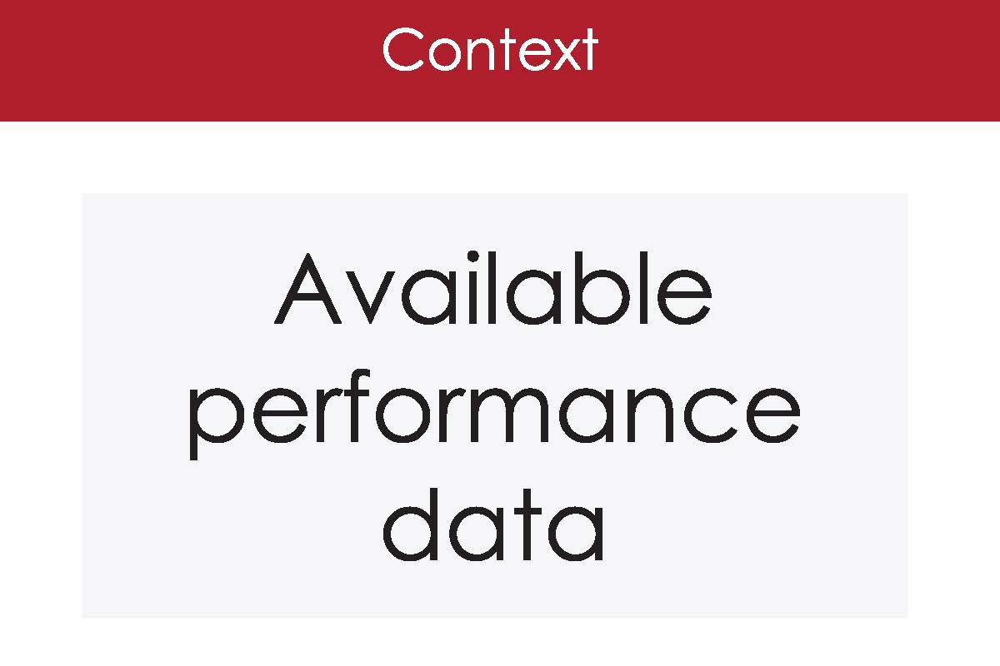 Context
Available
performance
data